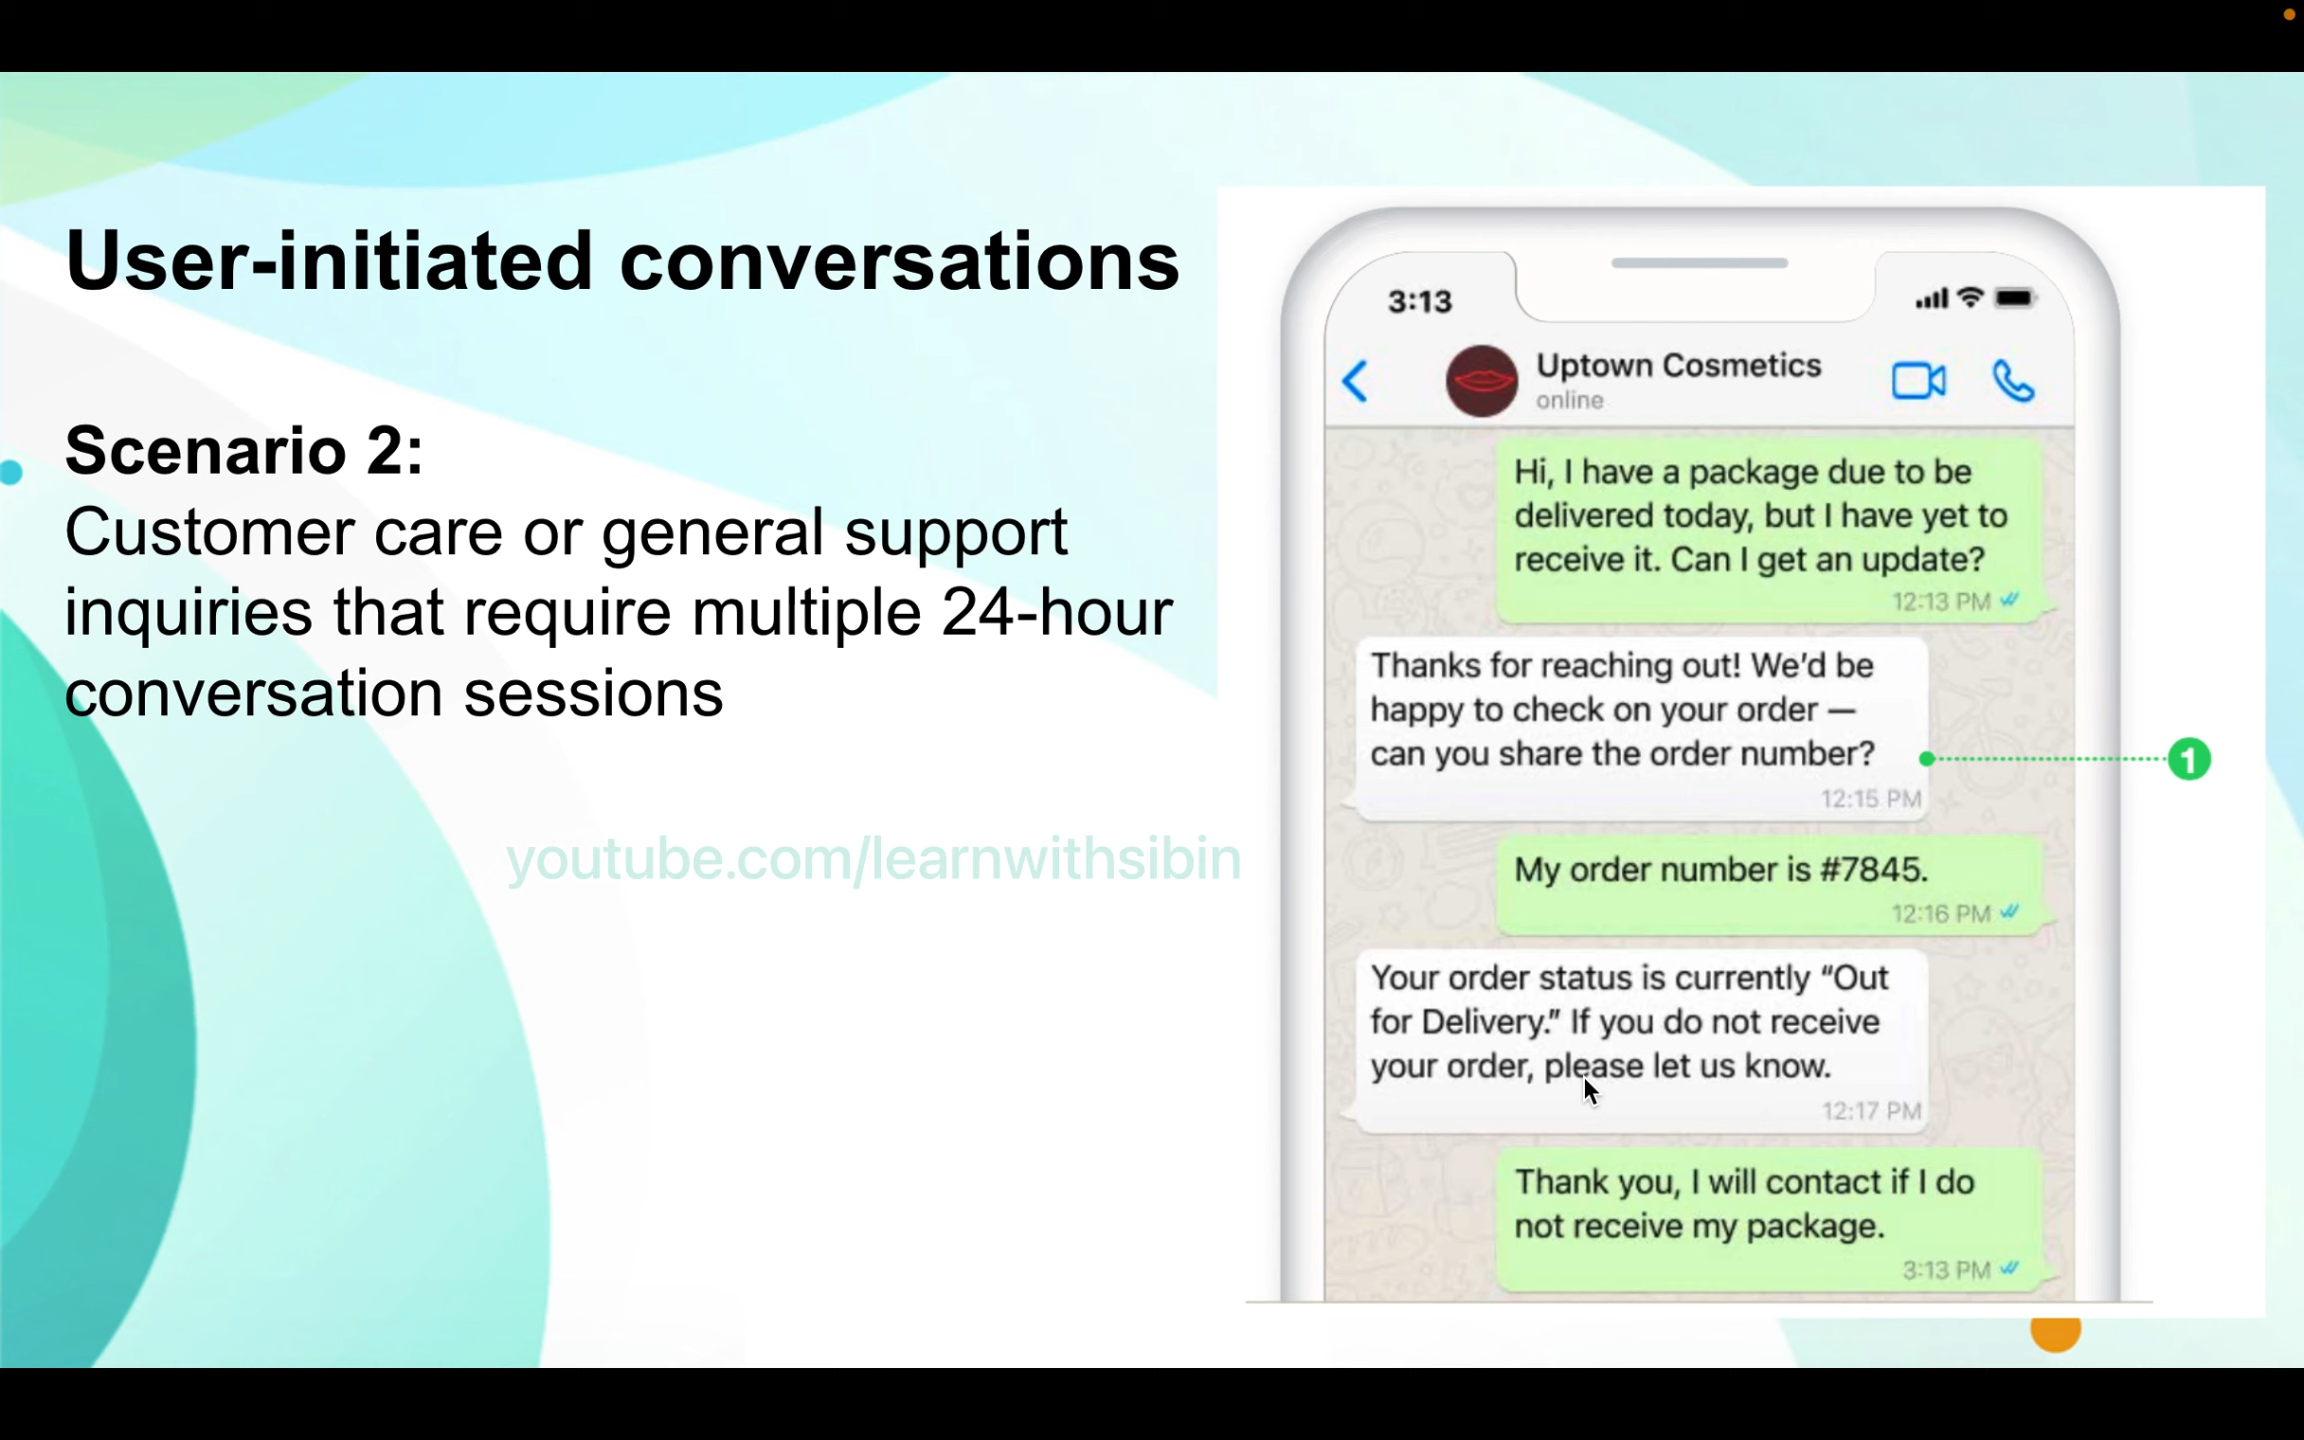 User-initiated conversations
Scenario 2:
Customer care or general support
inquiries that require multiple 24-hour
conversation sessions
youtube.com/learnwithsibin
3:13
Uptown Cosmetics
online
Hi, I have a package due to be
delivered today, but I have yet to
receive it. Can I get an update?
12:13 PM
Thanks for reaching out! We'd be
happy to check on your order —
can you share the order number?
12:15 PM
1
My order number is #7845.
12:16 PM
Your order status is currently “Out
for Delivery.” If you do not receive
your order, please let us know.
12:17 PM
Thank you, I will contact if I do
not receive my package.
3:13 PM